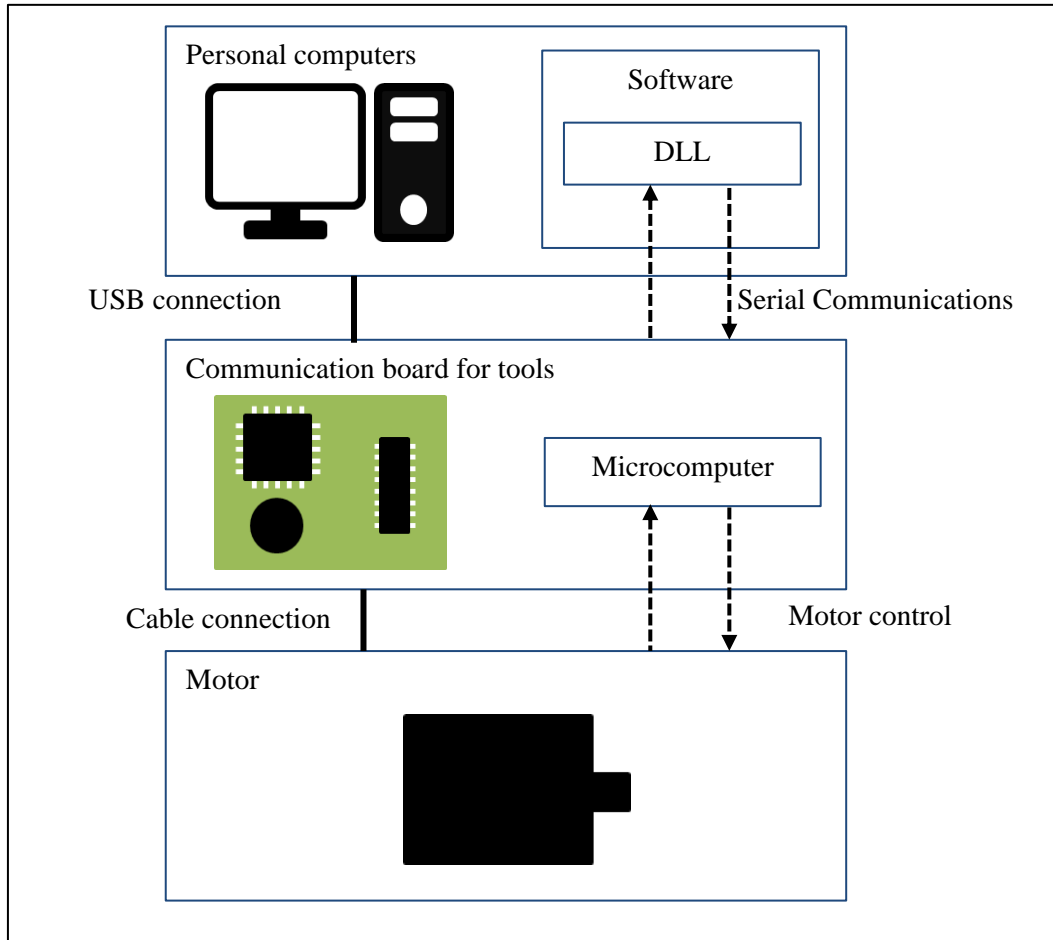 Personal computers
Software
DLL
USB connection
Serial Communications
Communication board for tools
Microcomputer
Cable connection
Motor control
Motor